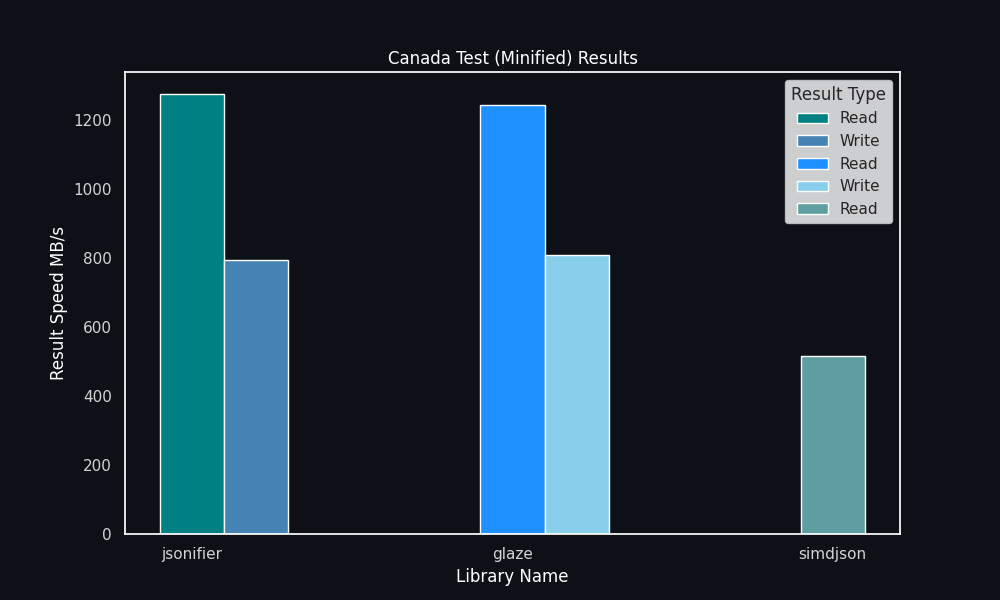 Canada Test (Minified) Results
Result Type
Read
Write
Read
Write
Read
Result Speed MB/s
1200
1000
800
600
400
200
0
jsonifier glaze simdjson
Library Name